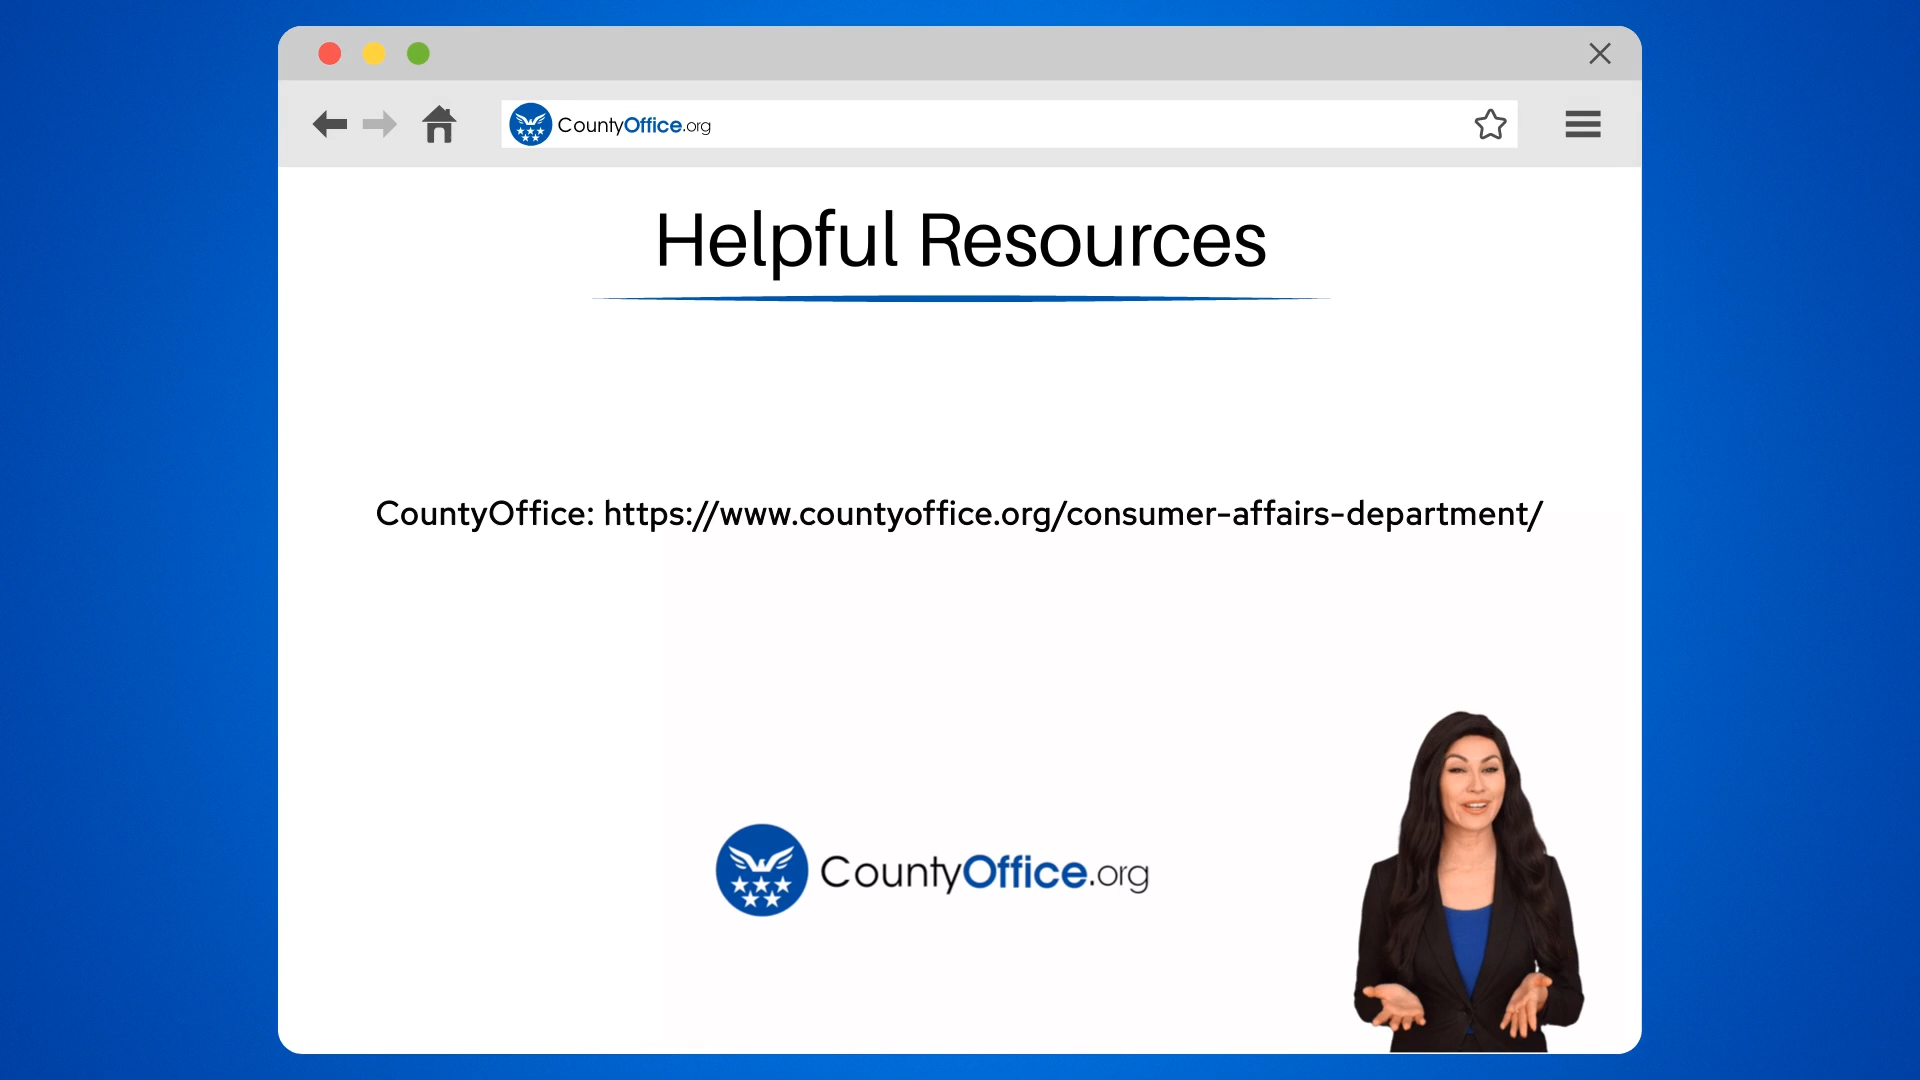 CountyOffice.org
Helpful Resources
CountyOffice: https://www.countyoffice.org/consumer-affairs-department/
CountyOffice.org